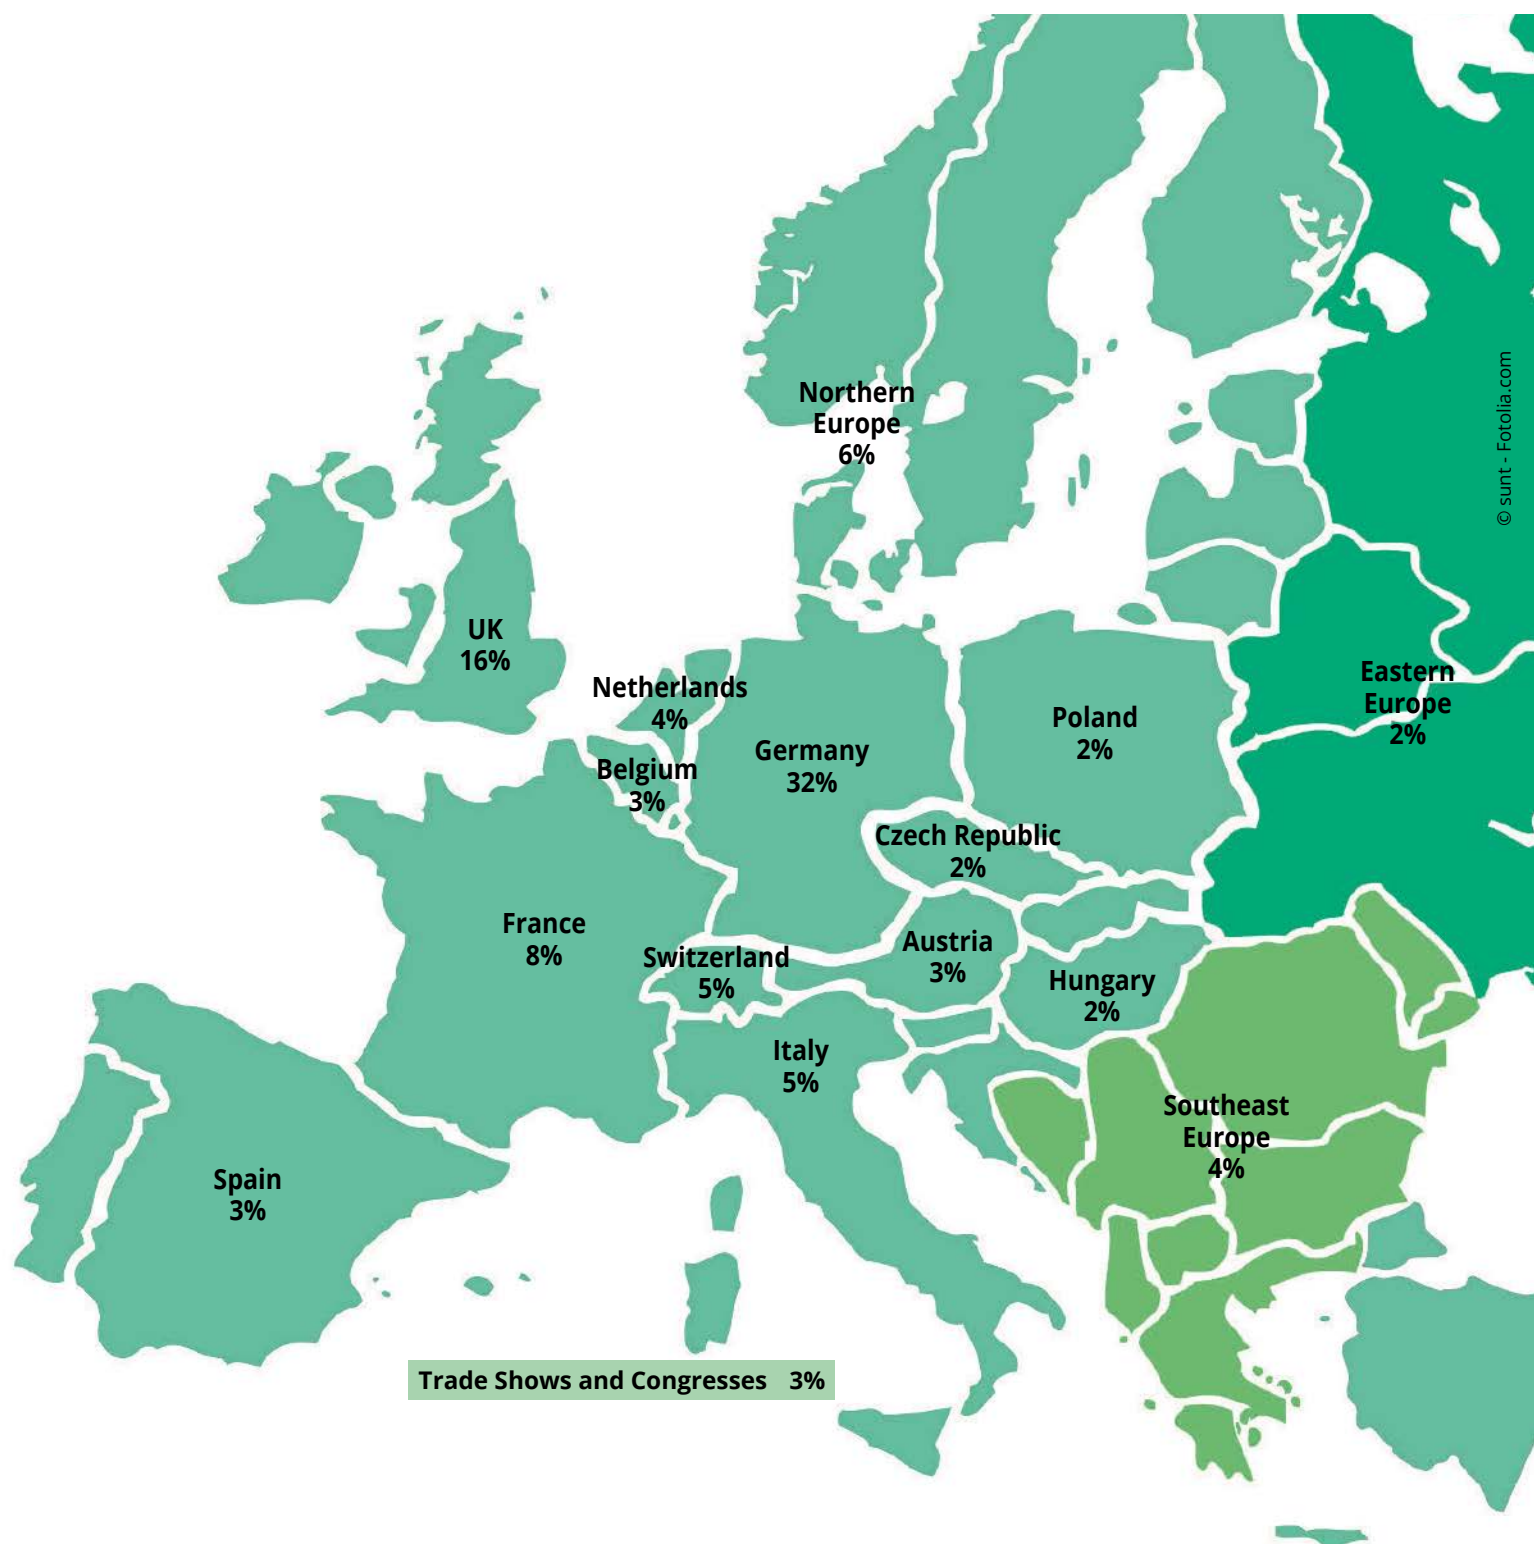 Northern
Europe
6%
© sunt - Fotolia.com
UK
16%
Netherlands
4%
Eastern
Europe
2%
Poland
2%
Germany
32%
Belgium
3%
Czech Republic
2%
France
8%
Switzerland
5%
Austria
3%
Hungary
2%
Italy
5%
Southeast
Europe
4%
Spain
3%
Trade Shows and Congresses 3%